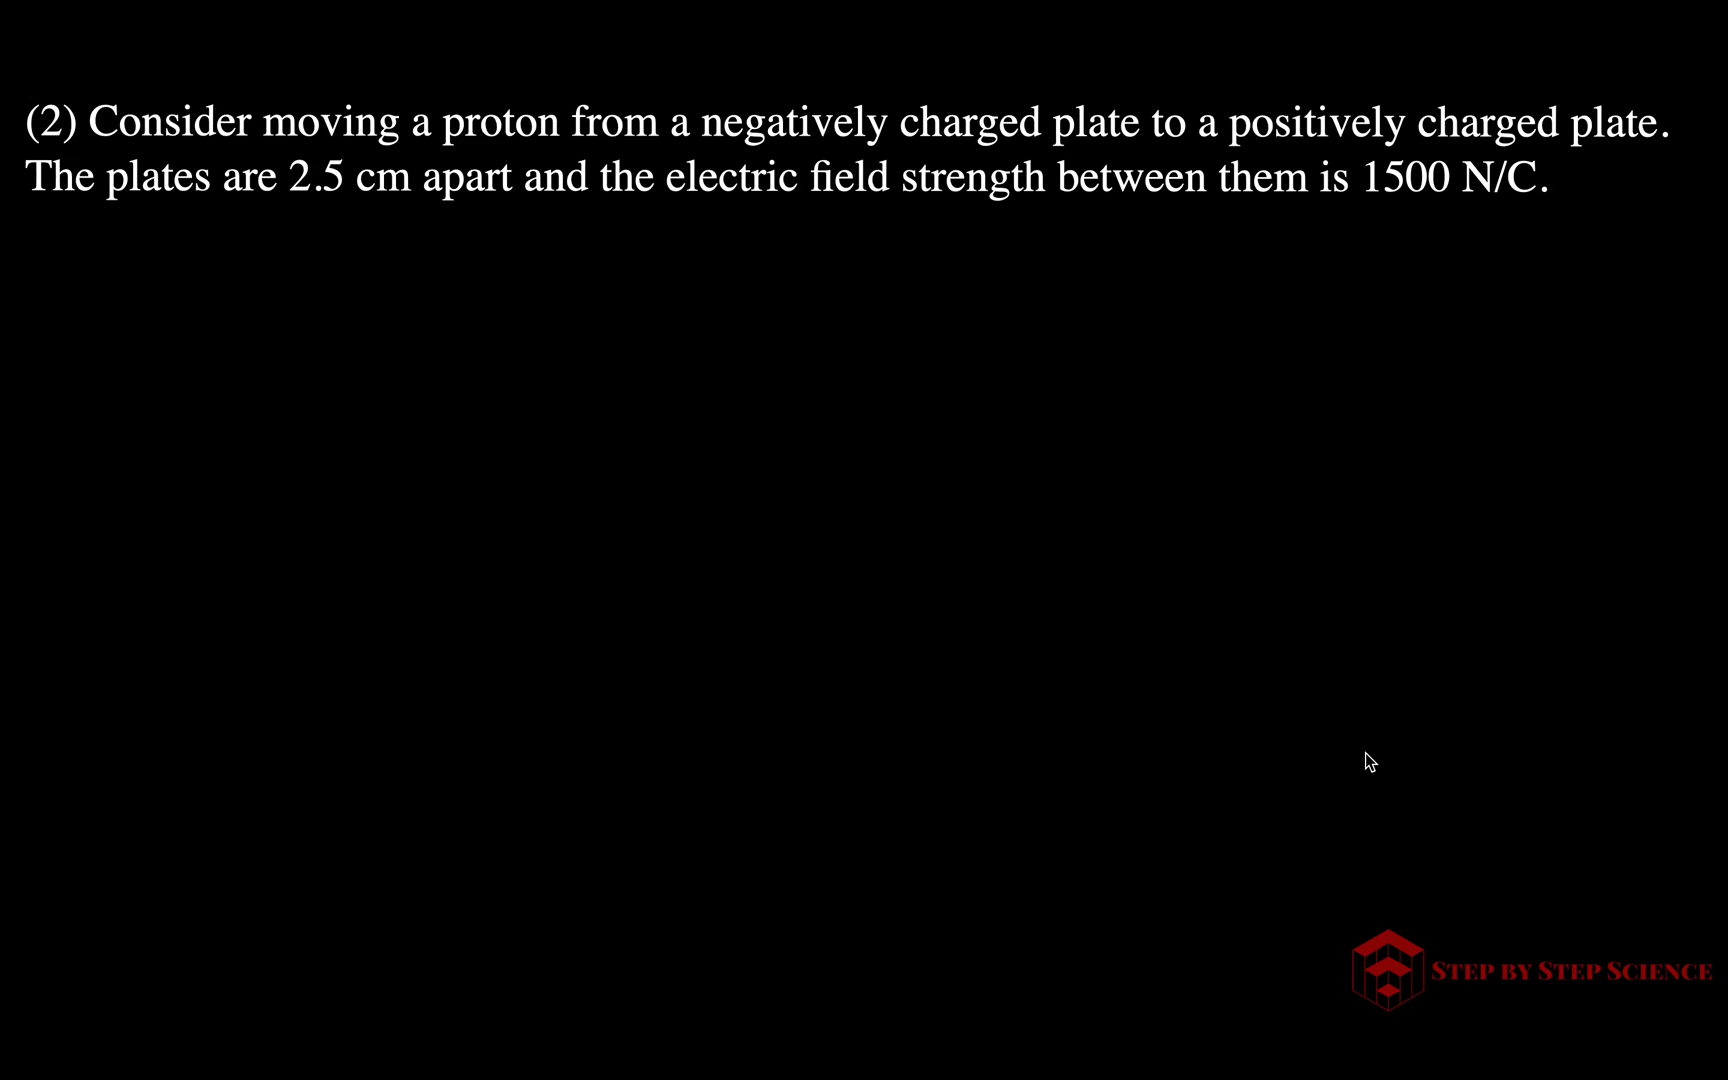 (2) Consider moving a proton from a negatively charged plate to a positively charged plate.
The plates are 2.5 cm apart and the electric field strength between them is 1500 N/C.
STEP BY STEP SCIENCE